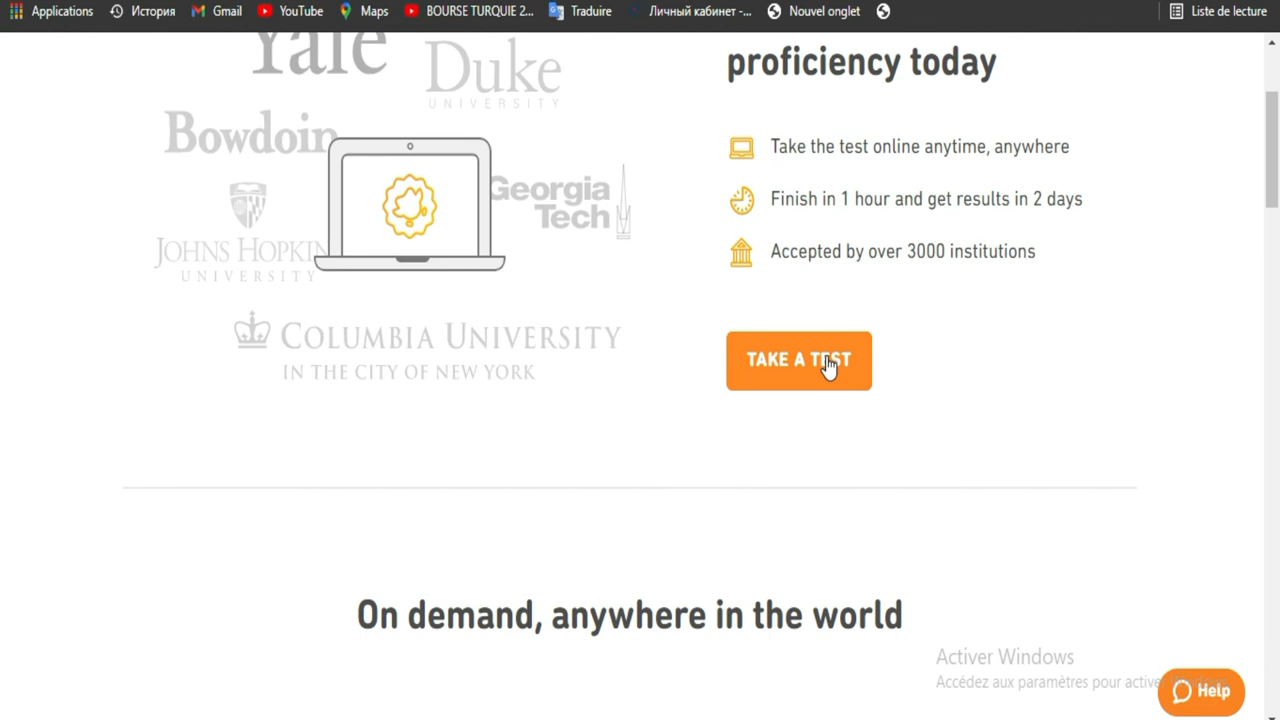 Applications
История
Gmail
YouTube
Maps
BOURSE TURQUIE 2...
Traduire
Личный кабинет -...
Nouvel onglet
Liste de lecture
Yale
Duke
UNIVERSITY
Bowdoin
Georgia
Tech
JOHNS HOPKIN
UNIVERSITY
COLUMBIA UNIVERSITY
IN THE CITY OF NEW YORK
proficiency today
Take the test online anytime, anywhere
Finish in 1 hour and get results in 2 days
Accepted by over 3000 institutions
TAKE A TEST
On demand, anywhere in the world
Activer Windows
Accédez aux paramètres pour active
Help